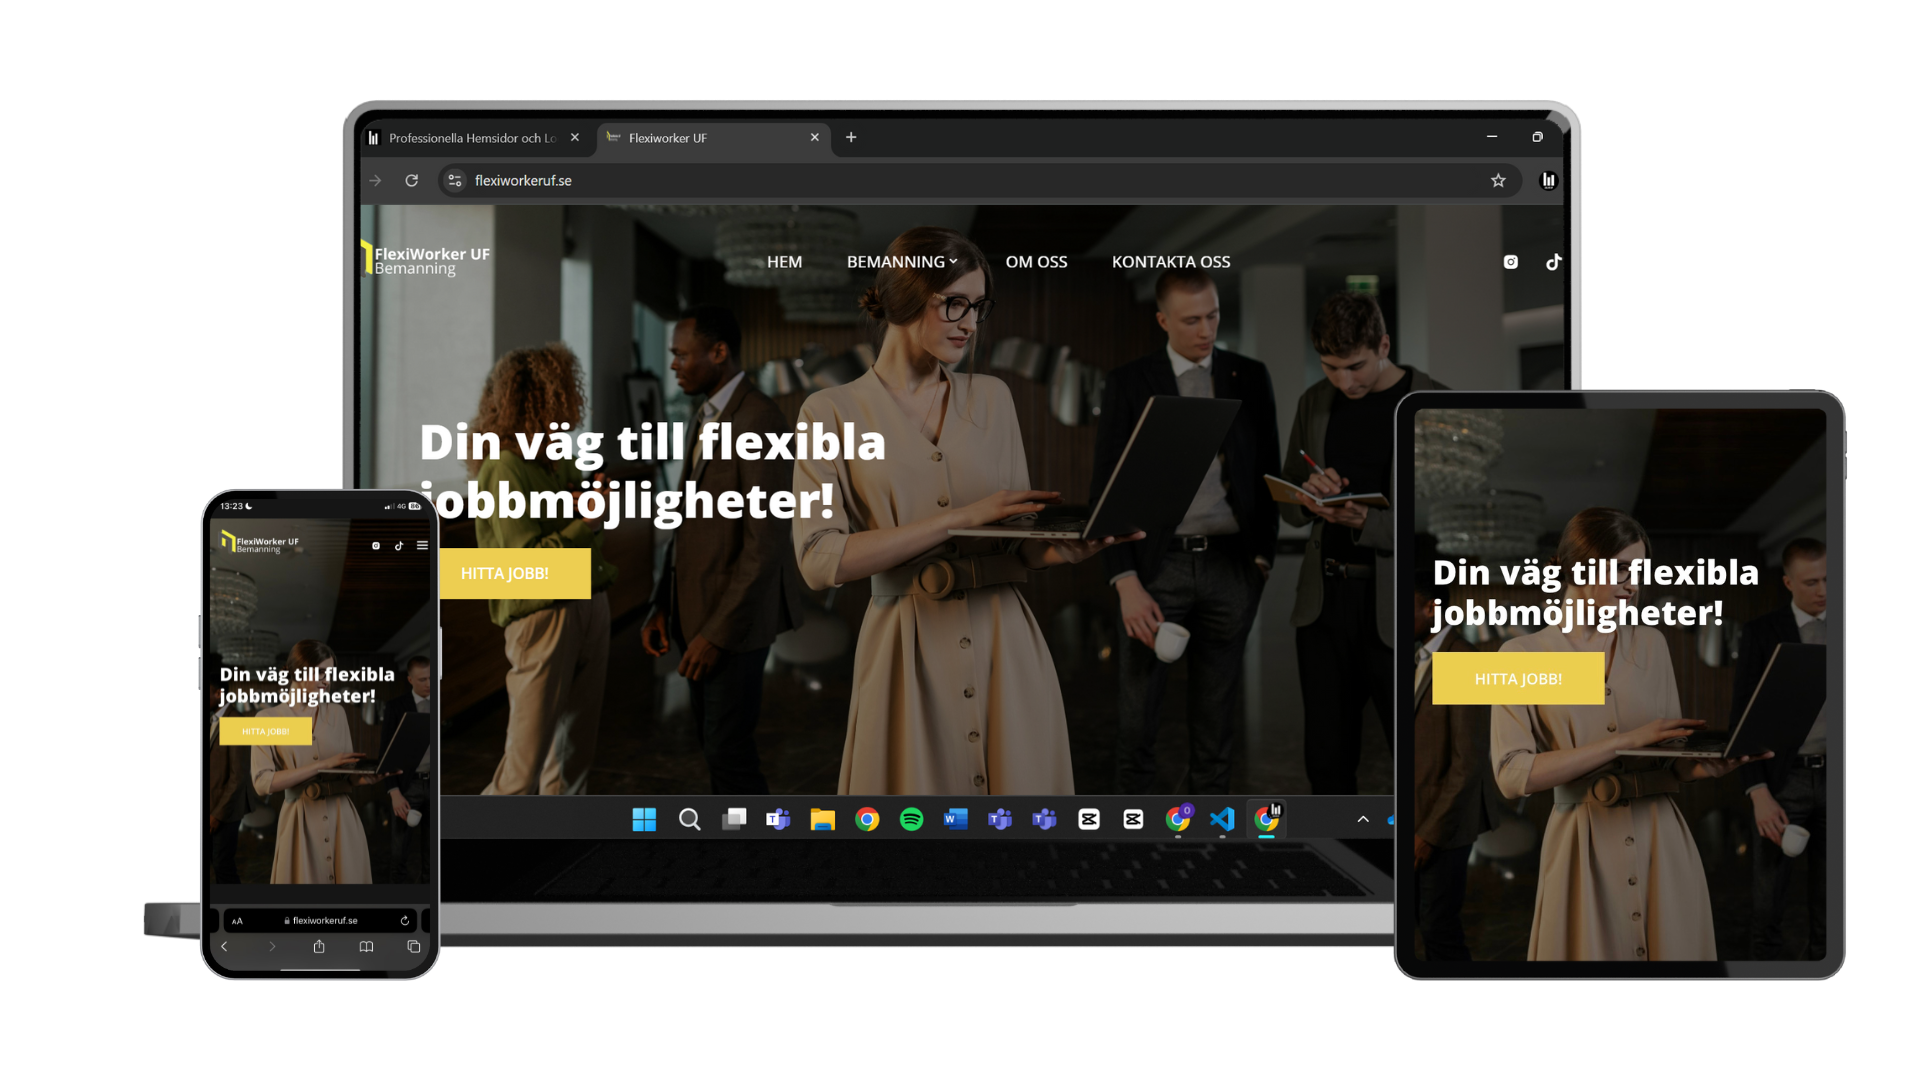 Professionella Hemsidor och Lo
Flexiworker UF
flexiworkeruf.se
FlexiWorker UF
Bemanning
HEM
BEMANNING
OM OSS
KONTAKTA OSS
Din väg till flexibla
jobbmöjligheter!
HITTA JOBB!
13:23
4G
86
FlexiWorker UF
Bemanning
Din väg till flexibla
jobbmöjligheter!
HITTA JOBB!
AA
flexiworkeruf.se
Din väg till flexibla
jobbmöjligheter!
HITTA JOBB!